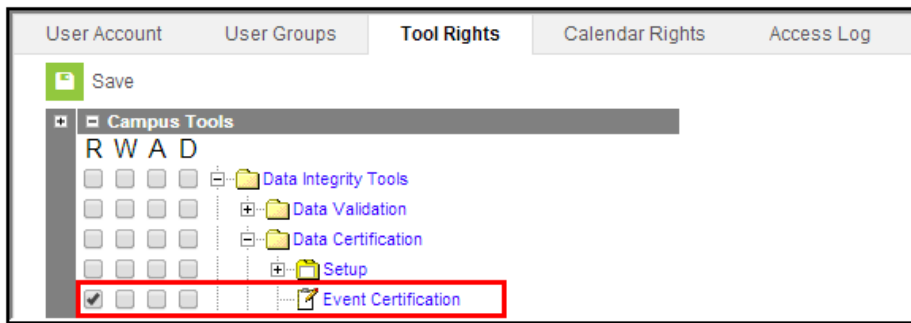 User Account User Groups Tool Rights Calendar Rights Access Log
Save
Campus Tools
R W A D
Data Integrity Tools
Data Validation
Data Certification
Setup
Event Certification